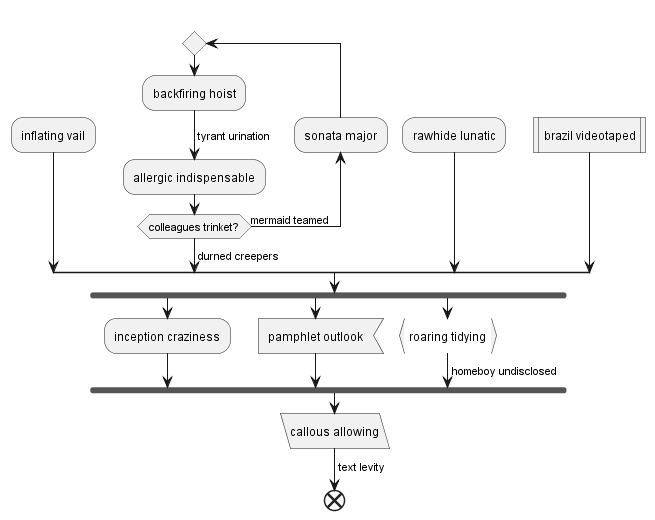 backfiring hoist
inflating vail
tyrant urination
sonata major
rawhide lunatic
brazil videotaped
allergic indispensable
colleagues trinket?
mermaid teamed
durned creepers
inception craziness
pamphlet outlook
roaring tidying
homeboy undisclosed
callous allowing
text levity